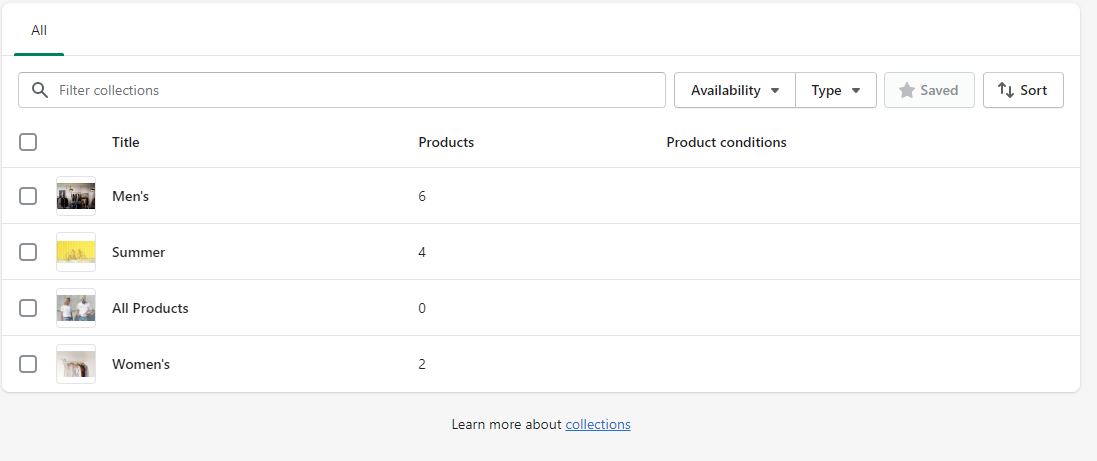 All
Filter collections Availability Type Saved Sort
Title Products Product conditions
Men's 6
Summer 4
All Products 0
Women's 2
Learn more about collections